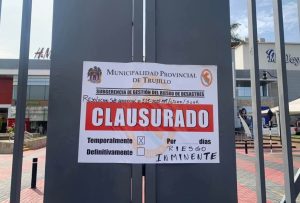 H&M
MUNICIPALIDAD PROVINCIAL
DE TRUJILLO
SUBGERENCIA DE GESTIÓN DEL RIESGO DE DESASTRES
CLAUSURADO
Temporalmente X Por días
Definitivamente RIESGO
INMINENTE